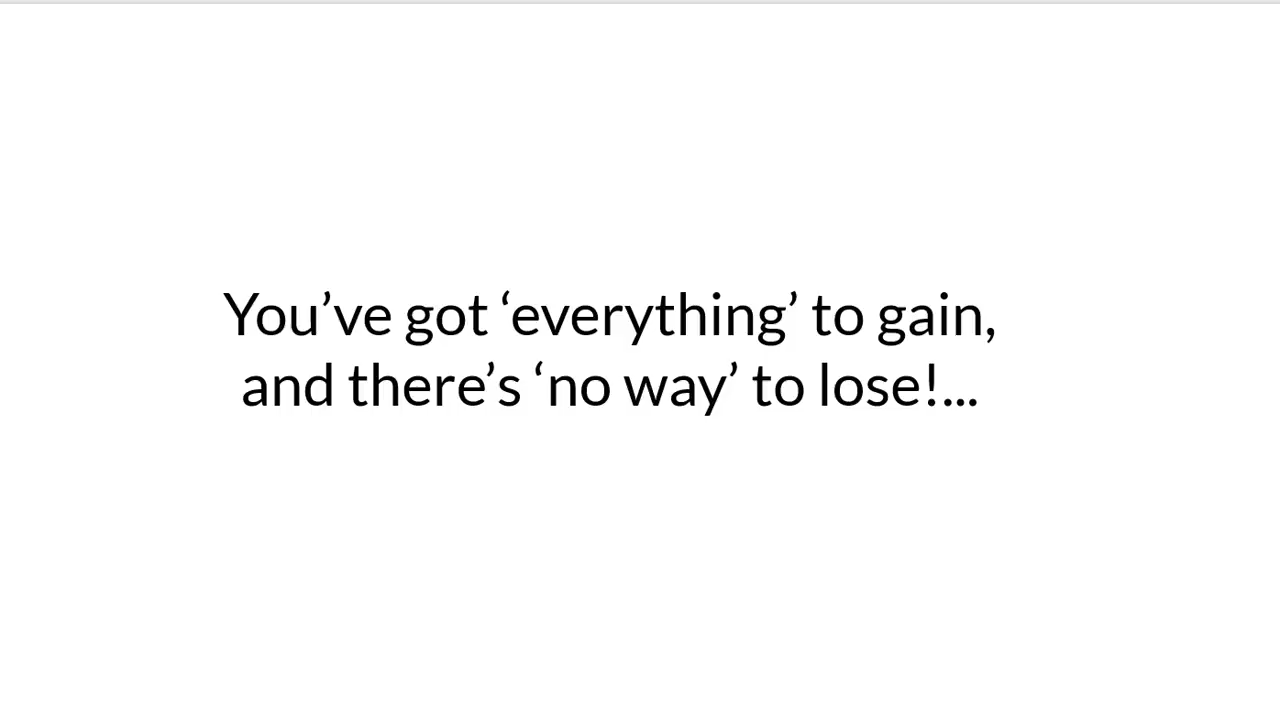 You’ve got ‘everything’ to gain,
and there’s ‘no way’ to lose!...